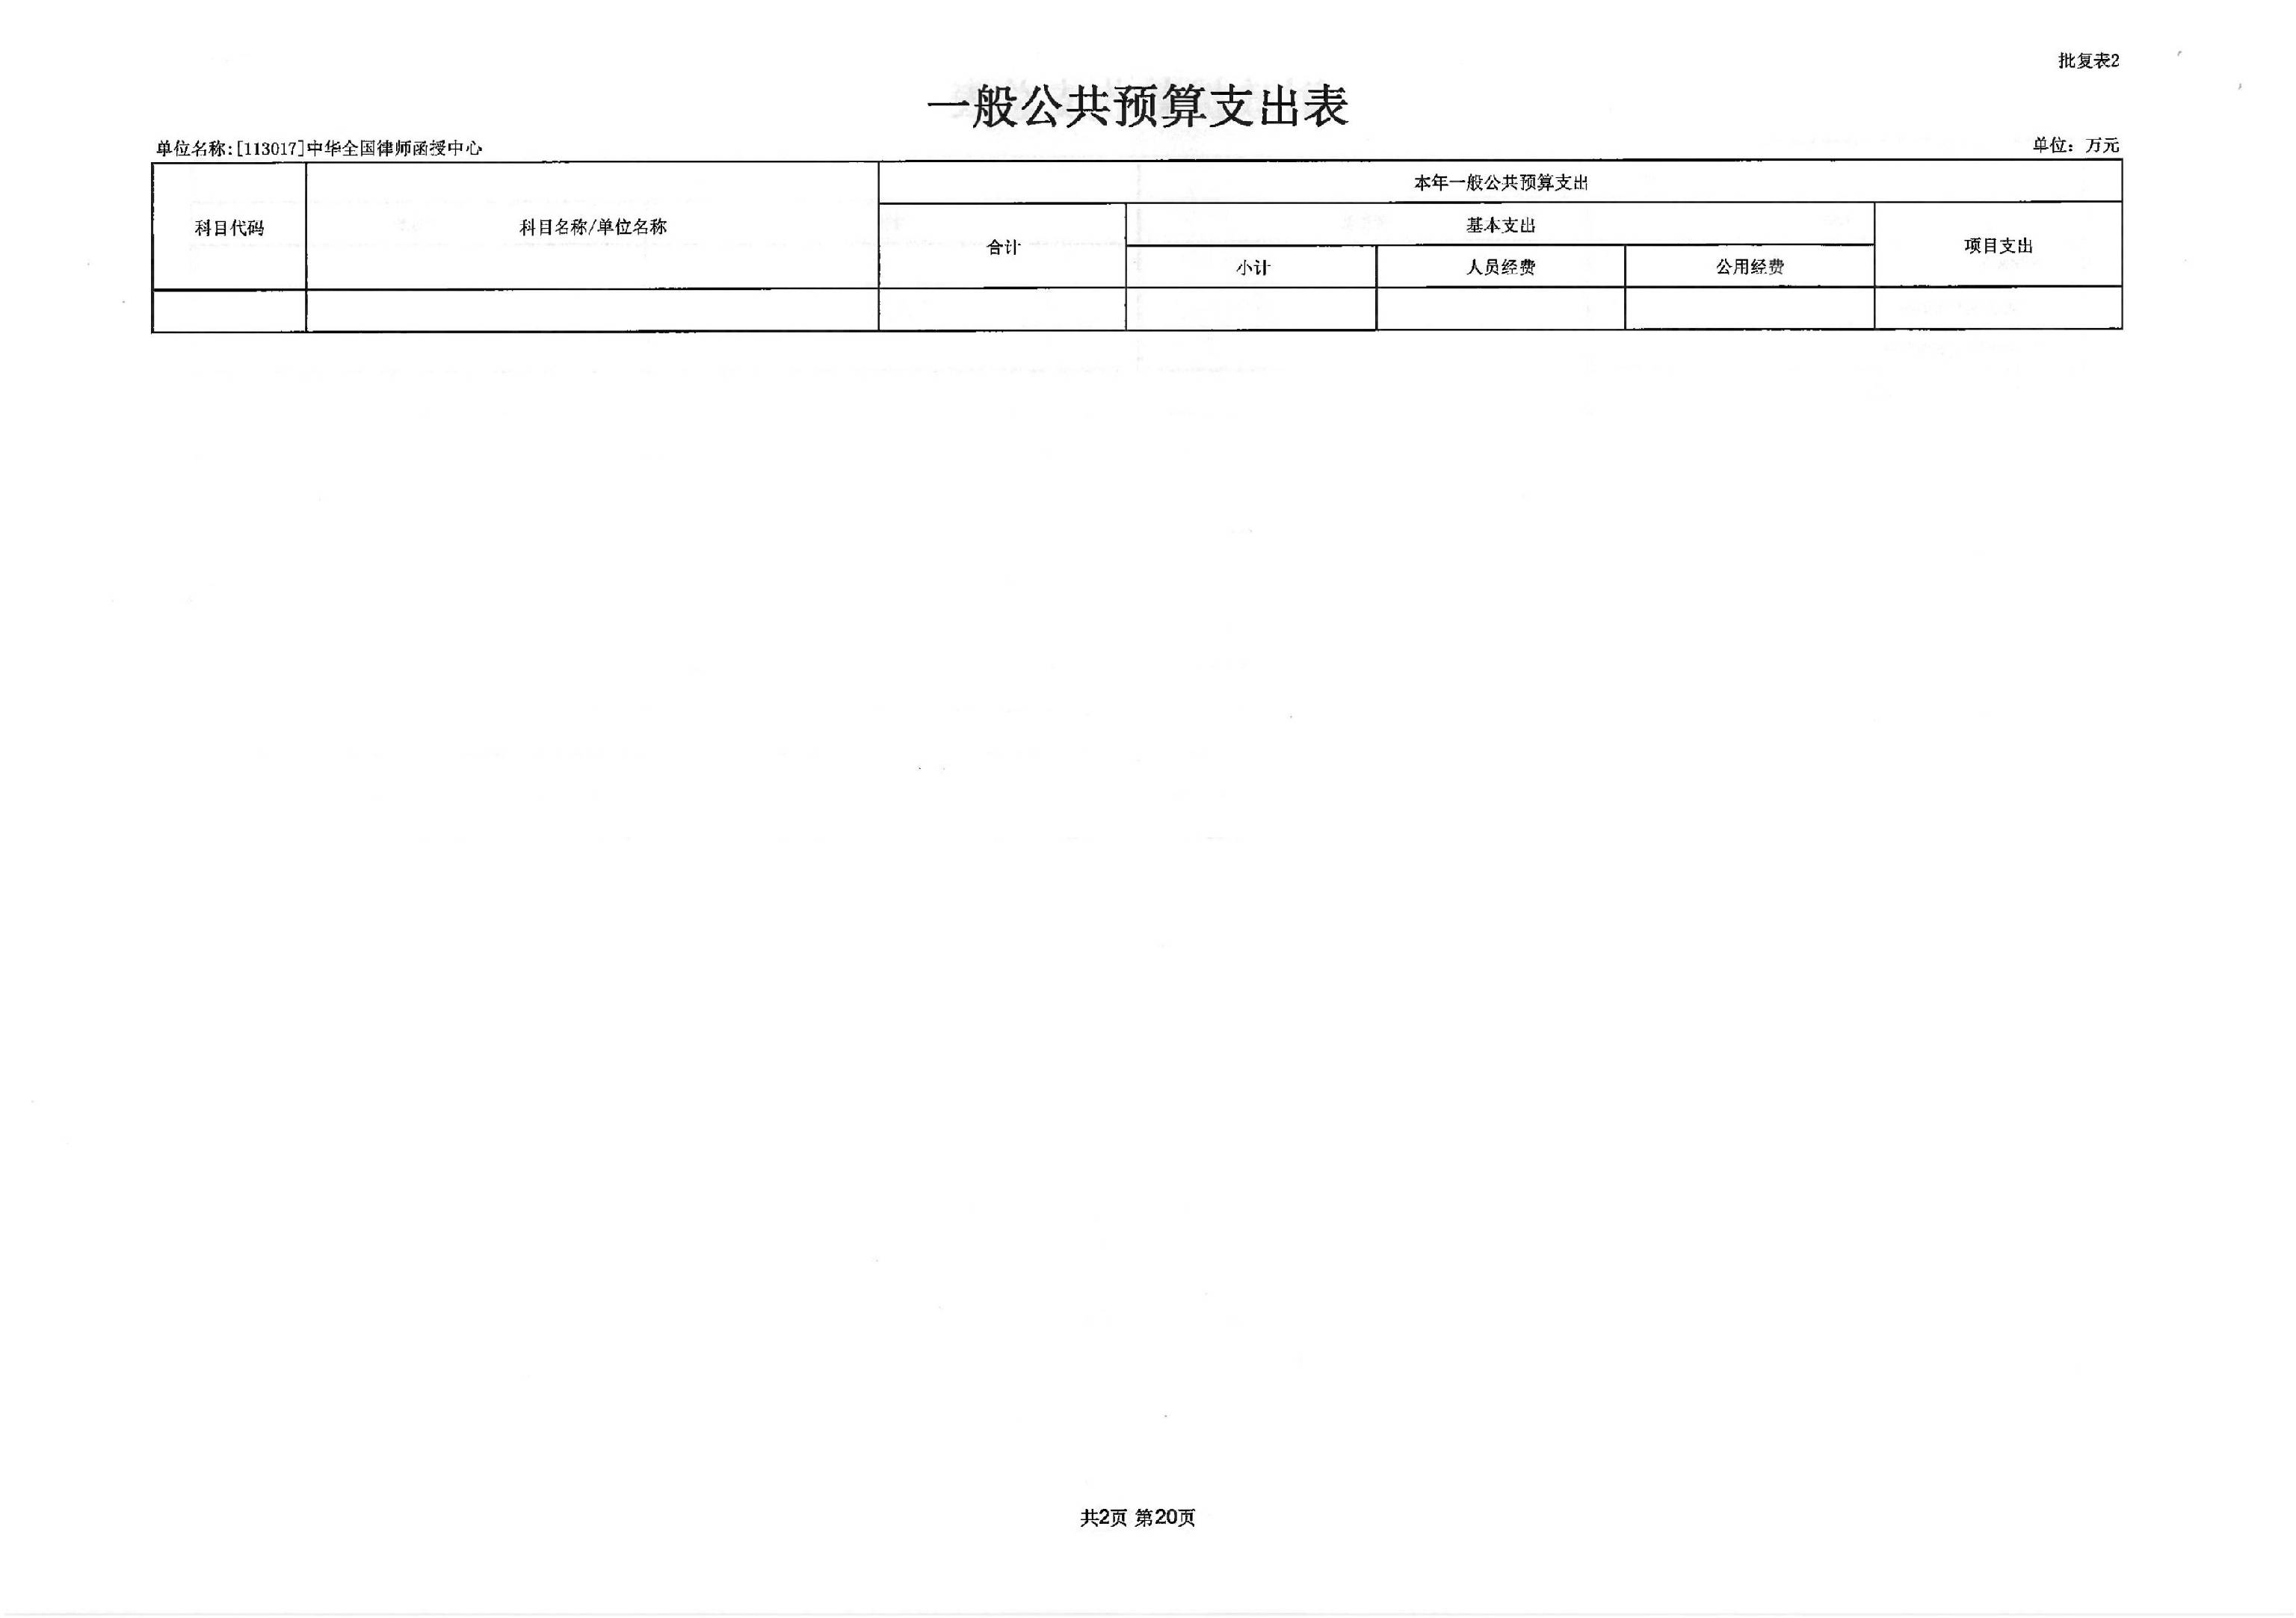 批复表2
一般公共预算支出表
单位名称:[113017]中华全国律师函授中心
单位：万元
科目代码
科目名称/单位名称
本年一般公共预算支出
合计
基本支出
项目支出
小计
人员经费
公用经费
共2页 第20页